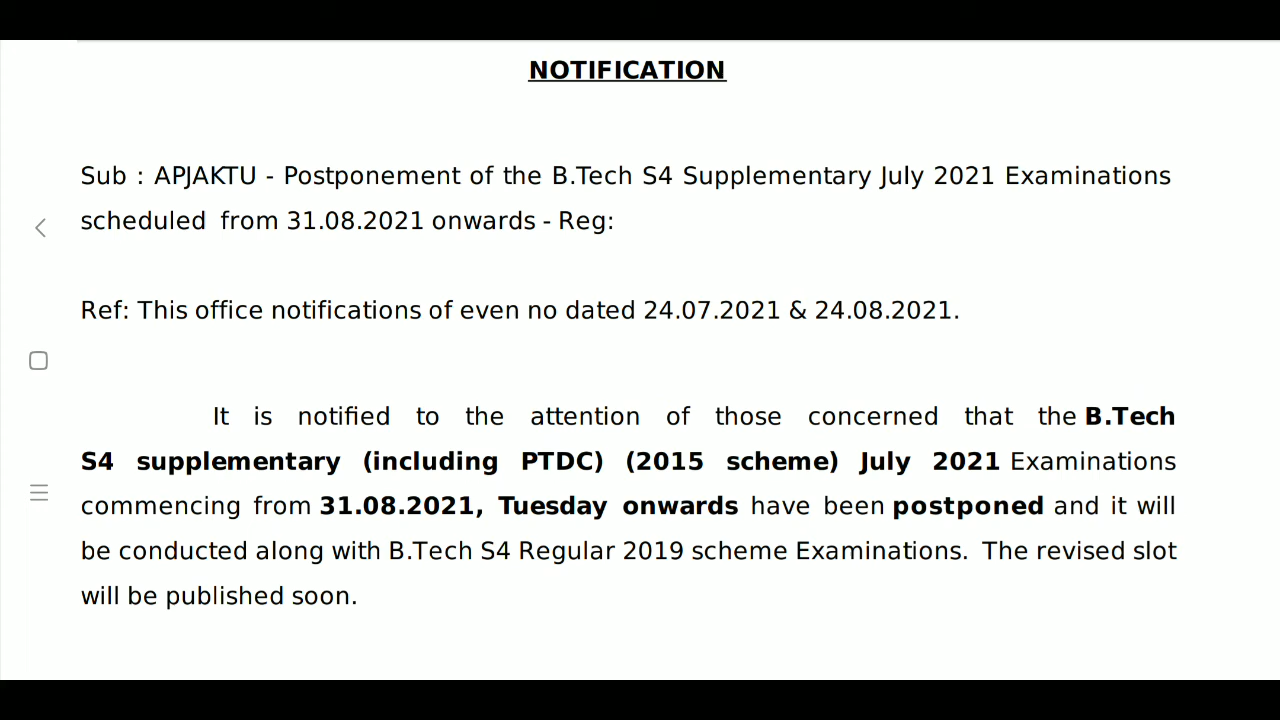 NOTIFICATION
Sub : APJAKTU - Postponement of the B.Tech S4 Supplementary July 2021 Examinations
scheduled from 31.08.2021 onwards - Reg:
Ref: This office notifications of even no dated 24.07.2021 & 24.08.2021.
It is notified to the attention of those concerned that the B.Tech
S4 supplementary (including PTDC) (2015 scheme) July 2021 Examinations
commencing from 31.08.2021, Tuesday onwards have been postponed and it will
be conducted along with B.Tech S4 Regular 2019 scheme Examinations. The revised slot
will be published soon.